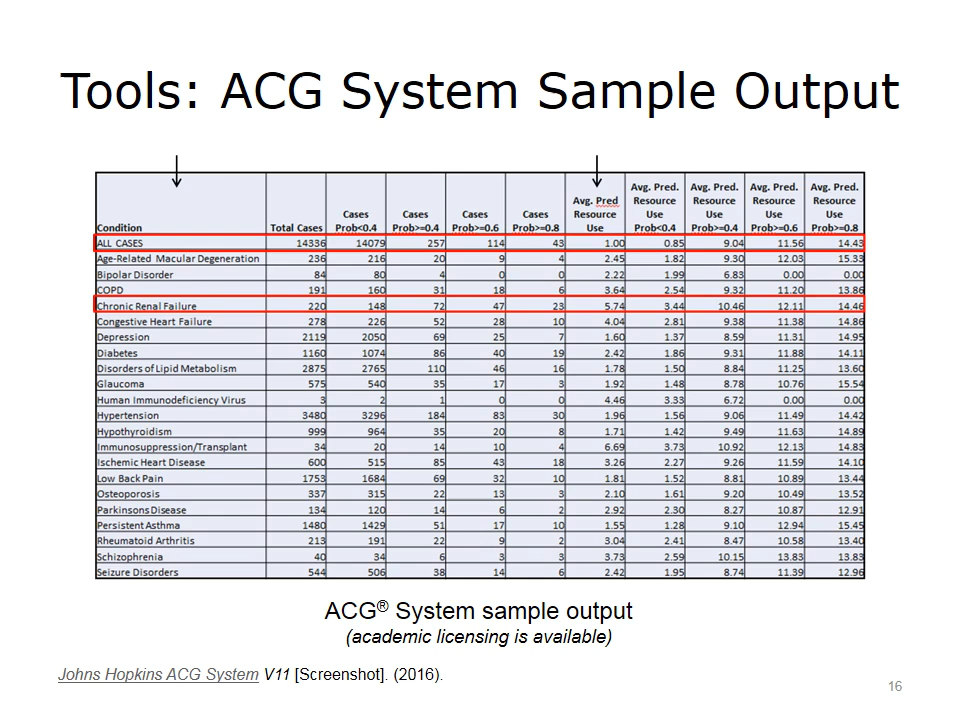 Tools: ACG System Sample Output
Condition Total Cases Cases Prob<0.4 Cases Prob>=0.4 Cases Prob>=0.6 Cases Prob>=0.8 Avg. Pred Resource Use Avg. Pred. Resource Use Prob<0.4 Avg. Pred. Resource Use Prob>=0.4 Avg. Pred. Resource Use Prob>=0.6 Avg. Pred. Resource Use Prob>=0.8
ALL CASES 14336 14079 257 114 43 1.00 0.85 9.04 11.56 14.43
Age-Related Macular Degeneration 236 216 20 9 4 2.45 1.82 9.30 12.03 15.33
Bipolar Disorder 84 80 4 0 0 2.22 1.99 6.83 0.00 0.00
COPD 191 160 31 18 6 3.64 2.54 9.32 11.20 13.86
Chronic Renal Failure 220 148 72 47 23 5.74 3.44 10.46 12.11 14.46
Congestive Heart Failure 278 226 52 28 10 4.04 2.81 9.38 11.38 14.86
Depression 2119 2050 69 25 7 1.60 1.37 8.59 11.31 14.95
Diabetes 1160 1074 86 40 19 2.42 1.86 9.31 11.88 14.11
Disorders of Lipid Metabolism 2875 2765 110 46 16 1.78 1.50 8.84 11.25 13.60
Glaucoma 575 540 35 17 3 1.92 1.48 8.78 10.76 15.54
Human Immunodeficiency Virus 3 2 1 0 0 4.46 3.33 6.72 0.00 0.00
Hypertension 3480 3296 184 83 30 1.96 1.56 9.06 11.49 14.42
Hypothyroidism 999 964 35 20 8 1.71 1.42 9.49 11.63 14.89
Immunosuppression/Transplant 34 20 14 10 4 6.69 3.73 10.92 12.13 14.83
Ischemic Heart Disease 600 515 85 43 18 3.26 2.27 9.26 11.59 14.10
Low Back Pain 1753 1684 69 32 10 1.81 1.52 8.81 10.89 13.44
Osteoporosis 337 315 22 13 3 2.10 1.61 9.20 10.49 13.52
Parkinsons Disease 134 120 14 6 2 2.92 2.30 8.27 10.87 12.91
Persistent Asthma 1480 1429 51 17 10 1.55 1.28 9.10 12.94 15.45
Rheumatoid Arthritis 213 191 22 9 2 3.04 2.41 8.47 10.58 13.40
Schizophrenia 40 34 6 3 3 3.73 2.59 10.15 13.83 13.83
Seizure Disorders 544 506 38 14 6 2.42 1.95 8.74 11.39 12.96
ACG® System sample output
(academic licensing is available)
Johns Hopkins ACG System V11 [Screenshot]. (2016).
16